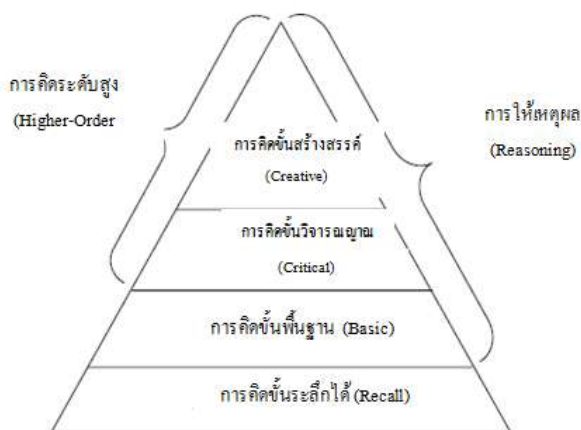 การคิดระดับสูง
(Higher-Order
การให้เหตุผล
(Reasoning)
การคิดขั้นสร้างสรรค์
(Creative)
การคิดขั้นวิจารณญาณ
(Critical)
การคิดขั้นพื้นฐาน (Basic)
การคิดขั้นระลึกได้ (Recall)